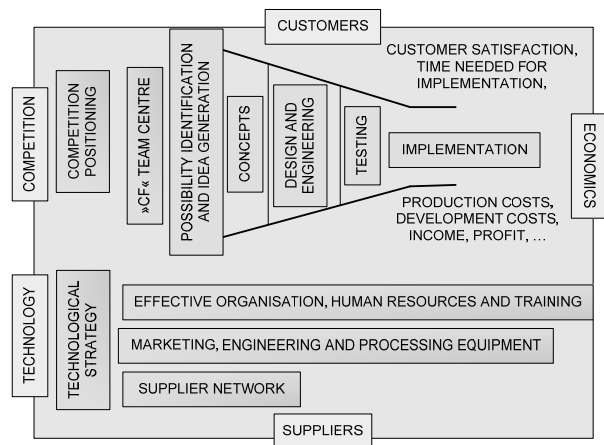 CUSTOMERS
COMPETITION
COMPETITION
POSITIONING
»CF« TEAM CENTRE
POSSIBILITY IDENTIFICATION
AND IDEA GENERATION
CONCEPTS
DESIGN AND
ENGINEERING
TESTING
CUSTOMER SATISFACTION,
TIME NEEDED FOR
IMPLEMENTATION,
IMPLEMENTATION
PRODUCTION COSTS,
DEVELOPMENT COSTS,
INCOME, PROFIT, ...
ECONOMICS
TECHNOLOGY
TECHNOLOGICAL
STRATEGY
EFFECTIVE ORGANISATION, HUMAN RESOURCES AND TRAINING
MARKETING, ENGINEERING AND PROCESSING EQUIPMENT
SUPPLIER NETWORK
SUPPLIERS